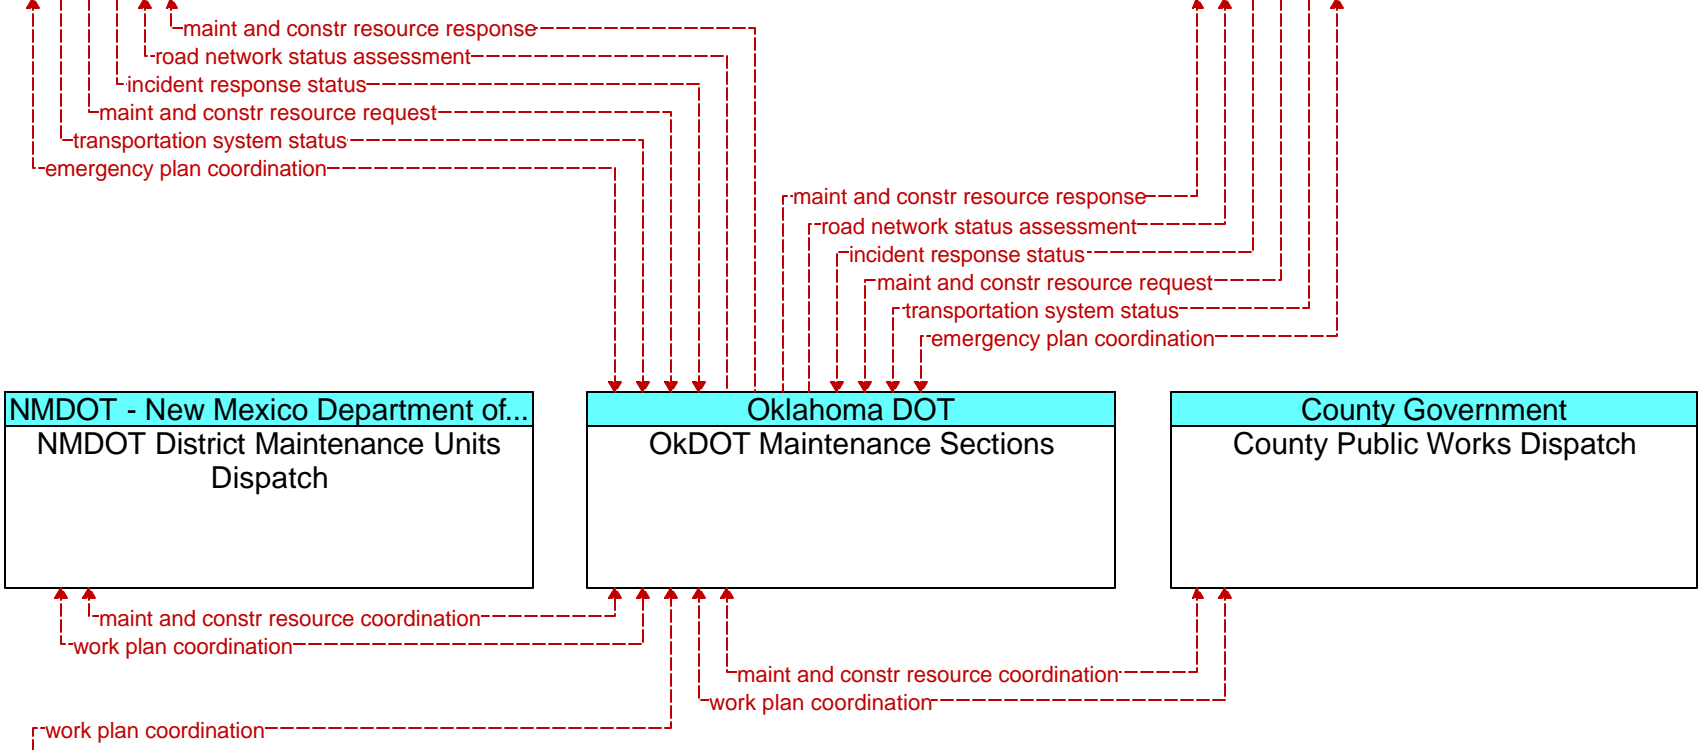 maint and constr resource response
road network status assessment
incident response status
maint and constr resource request
transportation system status
emergency plan coordination
maint and constr resource response
road network status assessment
incident response status
maint and constr resource request
transportation system status
emergency plan coordination
NMDOT - New Mexico Department of...
NMDOT District Maintenance Units
Dispatch
Oklahoma DOT
OkDOT Maintenance Sections
County Government
County Public Works Dispatch
maint and constr resource coordination
work plan coordination
maint and constr resource coordination
work plan coordination
work plan coordination